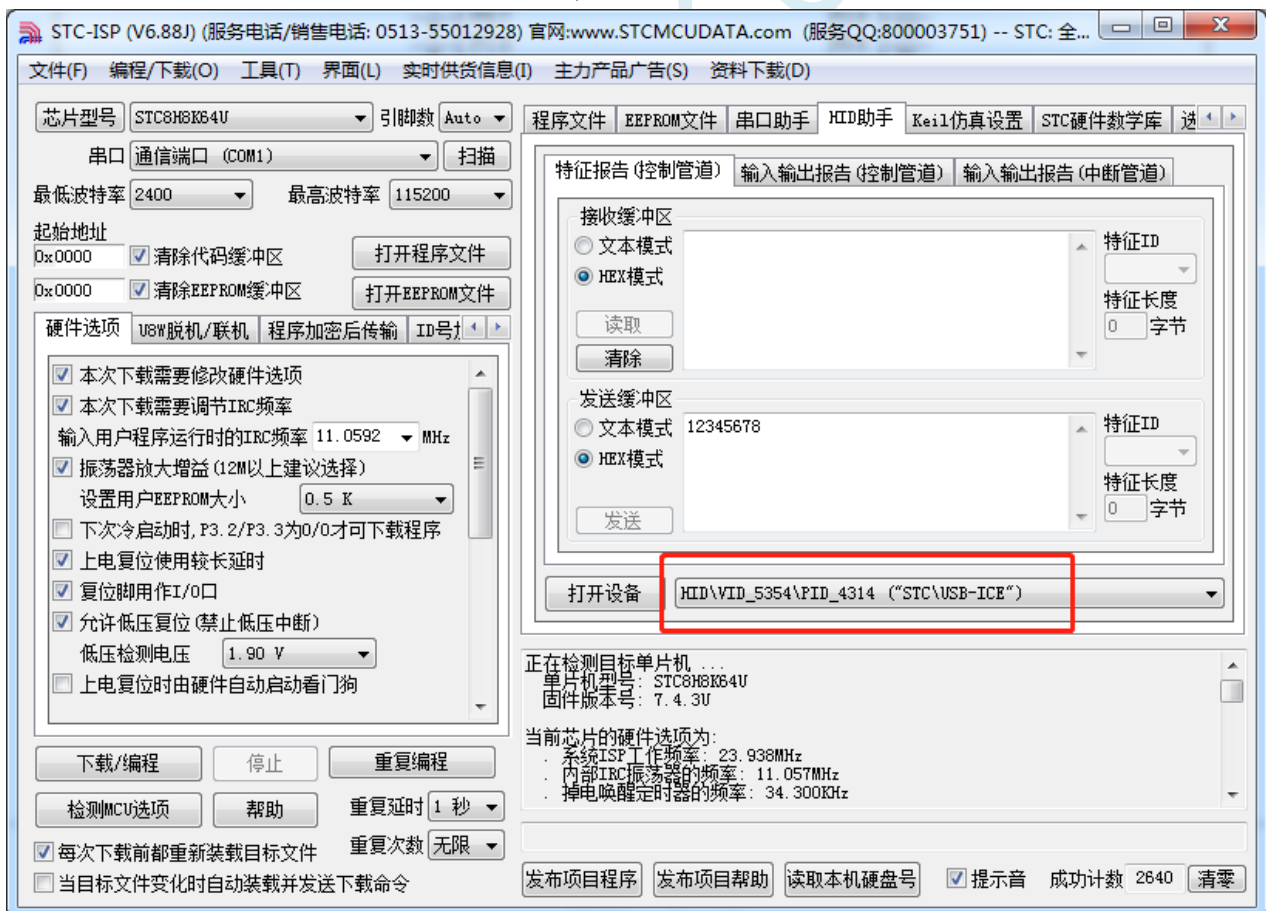 STC-ISP (V6.88J) (服务电话/销售电话: 0513-55012928) 官网:www.STCMCUDATA.com (服务QQ:800003751) -- STC: 全...
文件(F) 编程/下载(O) 工具(T) 界面(L) 实时供货信息(I) 主力产品广告(S) 资料下载(D)
芯片型号 STC8H8K64U 引脚数 Auto
串口 通信端口 (COM1) 扫描
最低波特率 2400 最高波特率 115200
起始地址
0x0000 清除代码缓冲区 打开程序文件
0x0000 清除EEPROM缓冲区 打开EEPROM文件
硬件选项 U8W脱机/联机 程序加密后传输
本次下载需要修改硬件选项
本次下载需要调节IRC频率
输入用户程序运行时的IRC频率 11.0592 MHz
振荡器放大增益(12M以上建议选择)
设置用户EEPROM大小 0.5 K
下次冷启动时,P3.2/P3.3为0/0才可下载程序
上电复位使用较长延时
复位脚用作I/O口
允许低压复位(禁止低压中断)
低压检测电压 1.90 V
上电复位时由硬件自动启动看门狗
下载/编程 停止 重复编程
检测MCU选项 帮助 重复延时 1 秒
每次下载前都重新装载目标文件 重复次数 无限
当目标文件变化时自动装载并发送下载命令
程序文件 EEPROM文件 串口助手 HID助手 Keil仿真设置 STC硬件数学库
特征报告(控制管道) 输入输出报告(控制管道) 输入输出报告(中断管道)
接收缓冲区
文本模式 特征ID
HEX模式
特征长度
读取 0 字节
清除
发送缓冲区
文本模式 12345678 特征ID
HEX模式
特征长度
发送 0 字节
打开设备 HID\VID_5354\PID_4314 ("STC\USB-ICE")
正在检测目标单片机 ...
单片机型号: STC8H8K64U
固件版本号: 7.4.3U
当前芯片的硬件选项为:
. 系统ISP工作频率: 23.938MHz
. 内部IRC振荡器的频率: 11.057MHz
. 掉电唤醒定时器的频率: 34.300KHz
发布项目程序 发布项目帮助 读取本机硬盘号 提示音 成功计数 2640 清零